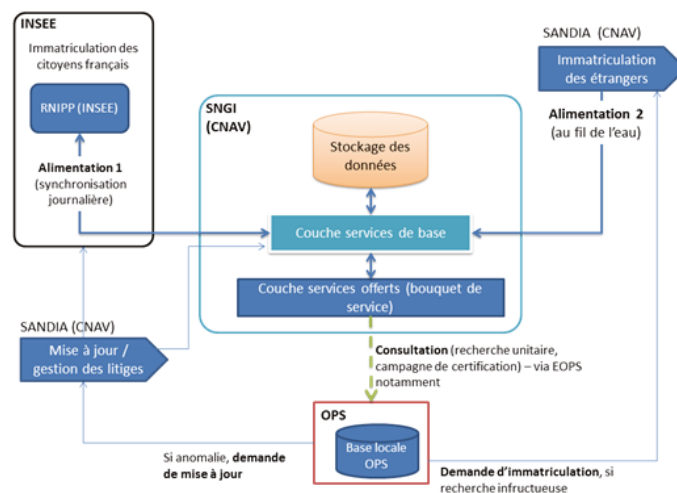 INSEE
Immatriculation des
citoyens français
RNIPP (INSEE)
Alimentation 1
(synchronisation
journalière)
SNGI
(CNAV)
Stockage des
données
Couche services de base
Couche services offerts (bouquet de
service)
SANDIA (CNAV)
Immatriculation
des étrangers
Alimentation 2
(au fil de l'eau)
SANDIA (CNAV)
Mise à jour /
gestion des litiges
Consultation (recherche unitaire,
campagne de certification) – via EOPS
notamment
OPS
Base locale
OPS
Si anomalie, demande
de mise à jour
Demande d'immatriculation, si
recherche infructueuse